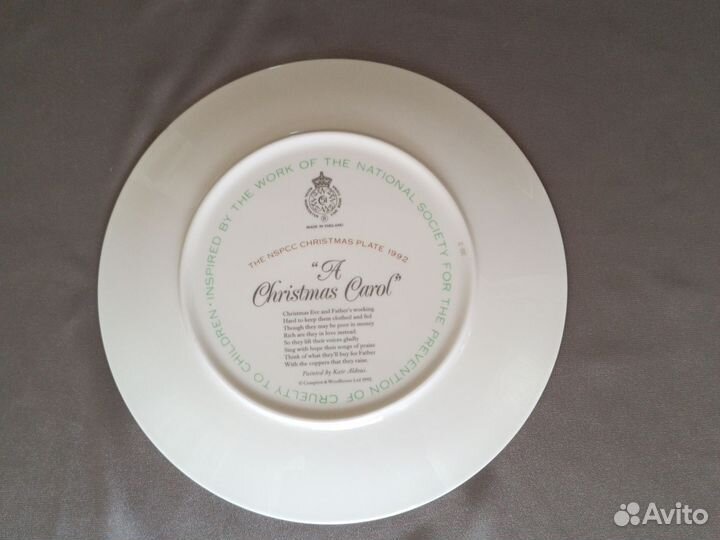 INSPIRED BY THE WORK OF THE NATIONAL SOCIETY FOR THE PREVENTION OF CRUELTY TO CHILDREN •
MADE IN ENGLAND
THE NSPCC CHRISTMAS PLATE 1992
"A
Christmas Carol"
Christmas Eve and Father's working
Hard to keep them clothed and fed
Though they may be poor in money
Rich are they in love instead
So they lift their voices gladly
Sing with hope their songs of praise
Think of what they'll buy for Father
With the coppers that they raise.
Painted by Kate Aldous
© Compton & Woodhouse Ltd 1992
Avito